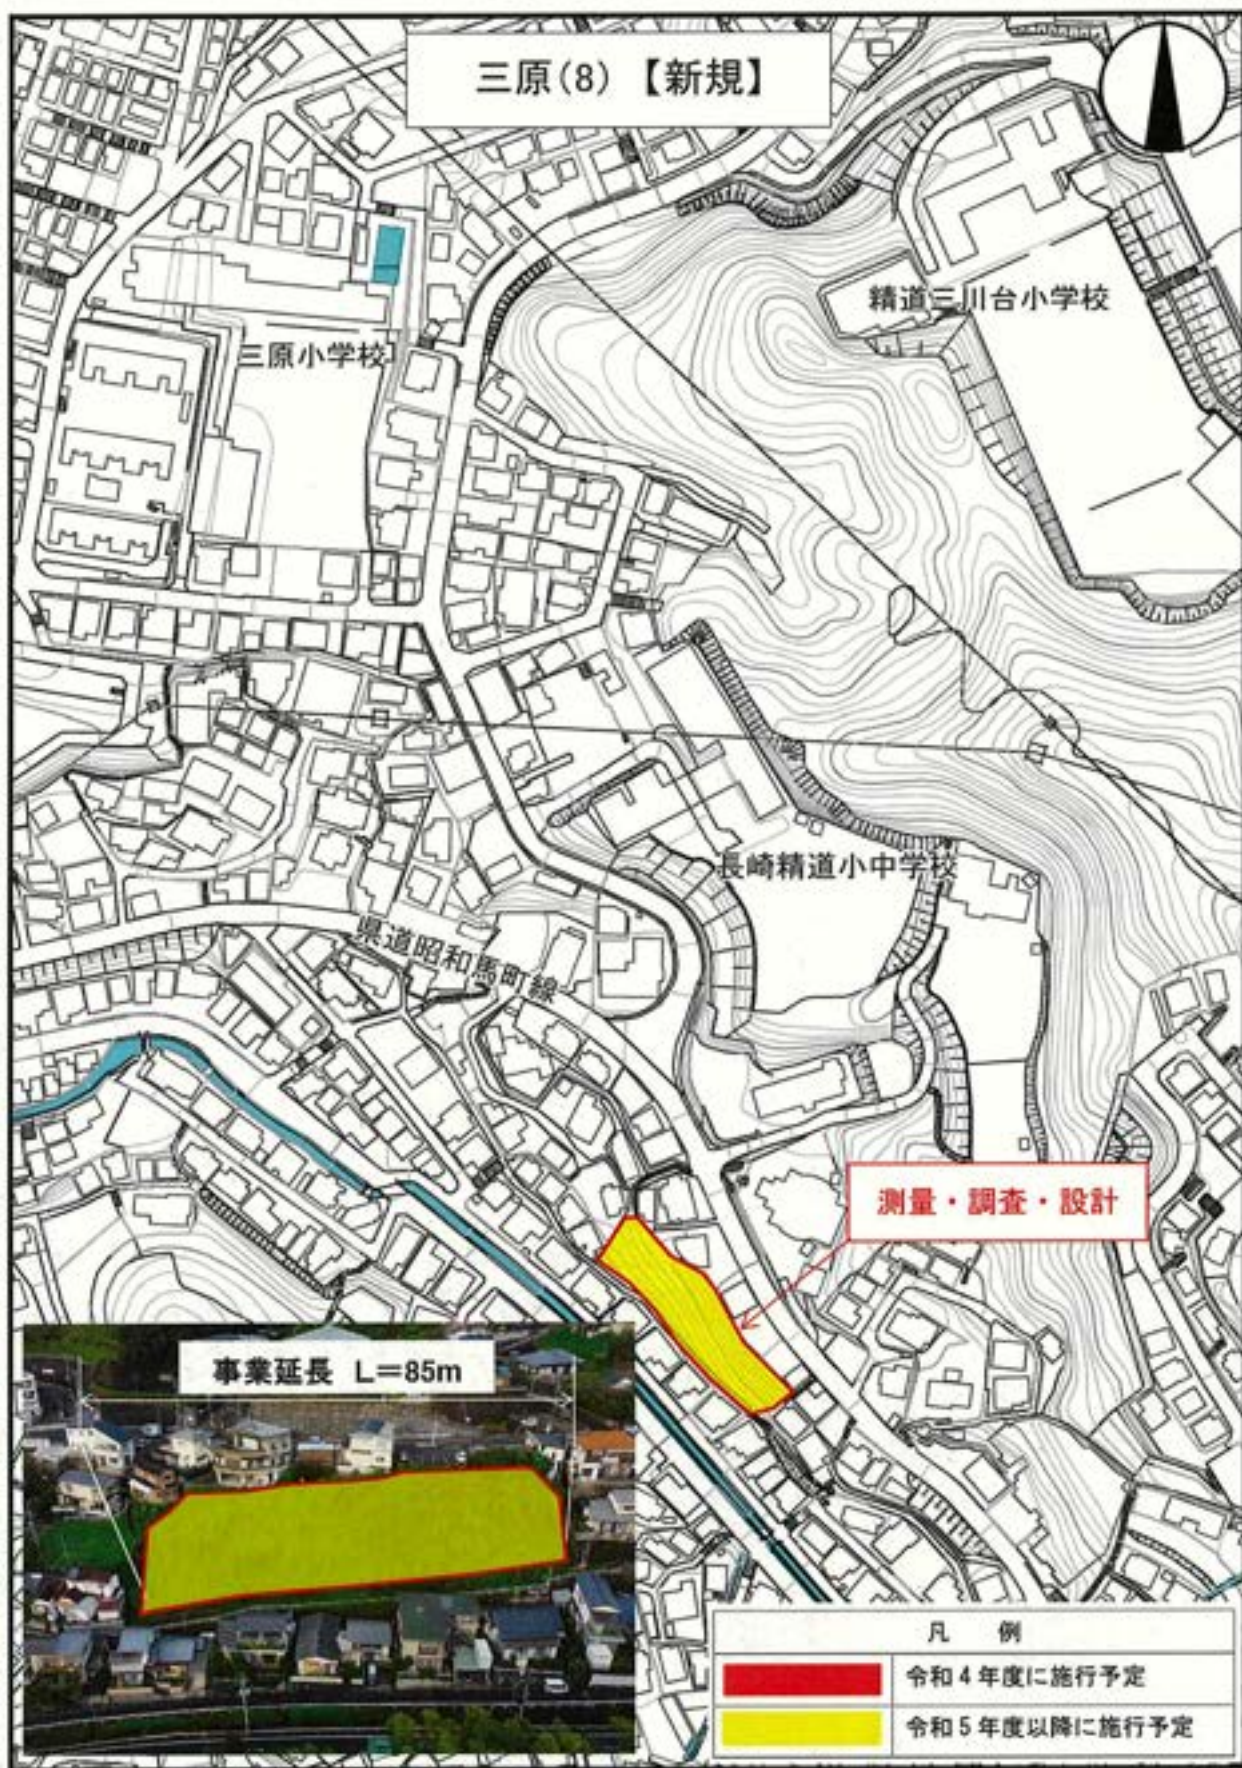 三原(8)【新規】
精道三川台小学校
三原小学校
長崎精道小中学校
県道昭和馬町線
測量・調査・設計
事業延長 L=85m
凡 例
令和4年度に施行予定
令和5年度以降に施行予定